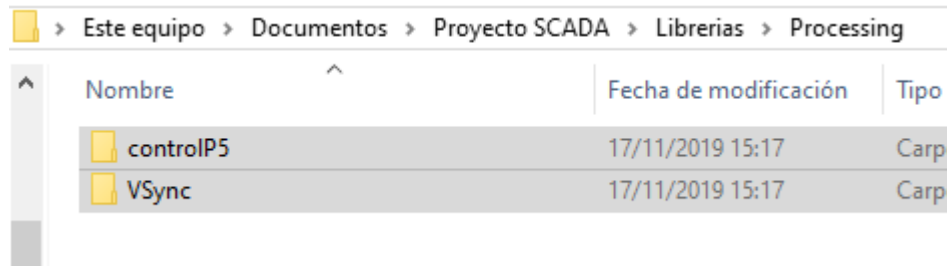 Este equipo > Documentos > Proyecto SCADA > Librerias > Processing
Nombre Fecha de modificación Tipo
controlP5 17/11/2019 15:17 Carp
VSync 17/11/2019 15:17 Carp